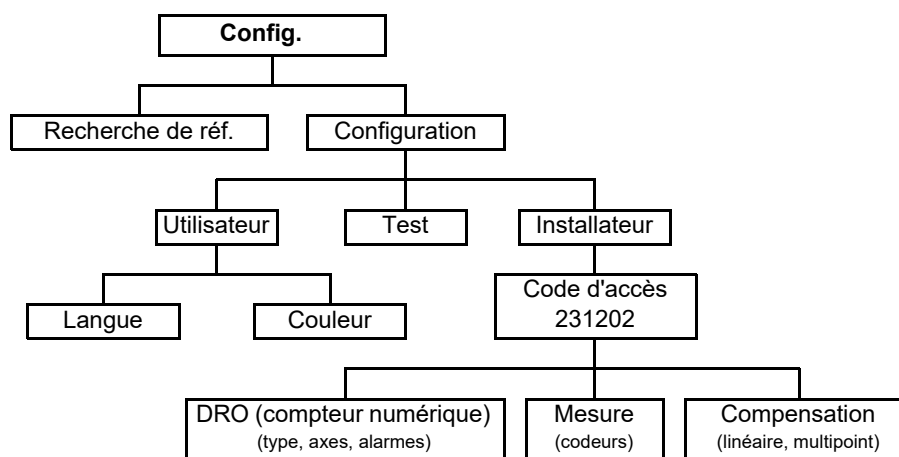 Config.
Recherche de réf.
Configuration
Utilisateur
Test
Installateur
Langue
Couleur
Code d'accès
231202
DRO (compteur numérique)
(type, axes, alarmes)
Mesure
(codeurs)
Compensation
(linéaire, multipoint)